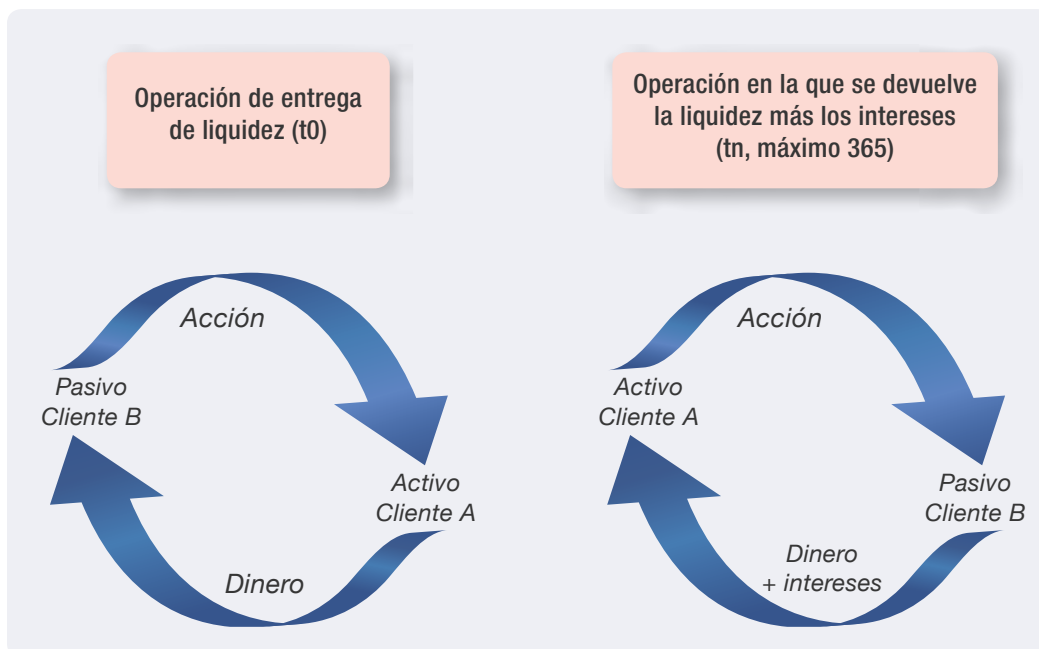 Operación de entrega
de liquidez (t0)
Operación en la que se devuelve
la liquidez más los intereses
(tn, máximo 365)
Acción
Pasivo
Cliente B
Activo
Cliente A
Dinero
Acción
Activo
Cliente A
Pasivo
Cliente B
Dinero
+ intereses